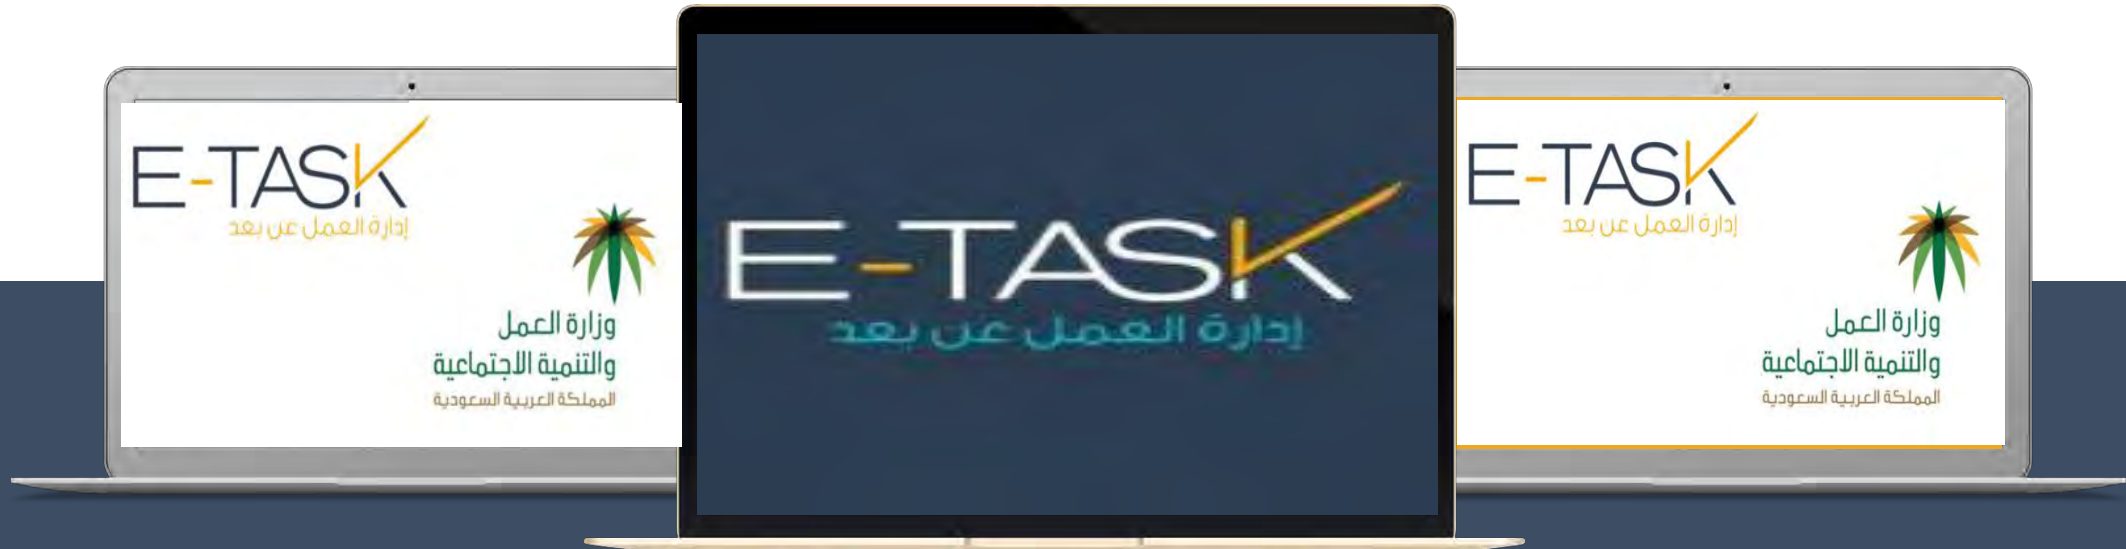 E-TASK
إدارة العمل عن بعد
وزارة العمل
والتنمية الاجتماعية
المملكة العربية السعودية
E-TASK
إدارة العمل عن بعد
E-TASK
إدارة العمل عن بعد
وزارة العمل
والتنمية الاجتماعية
المملكة العربية السعودية